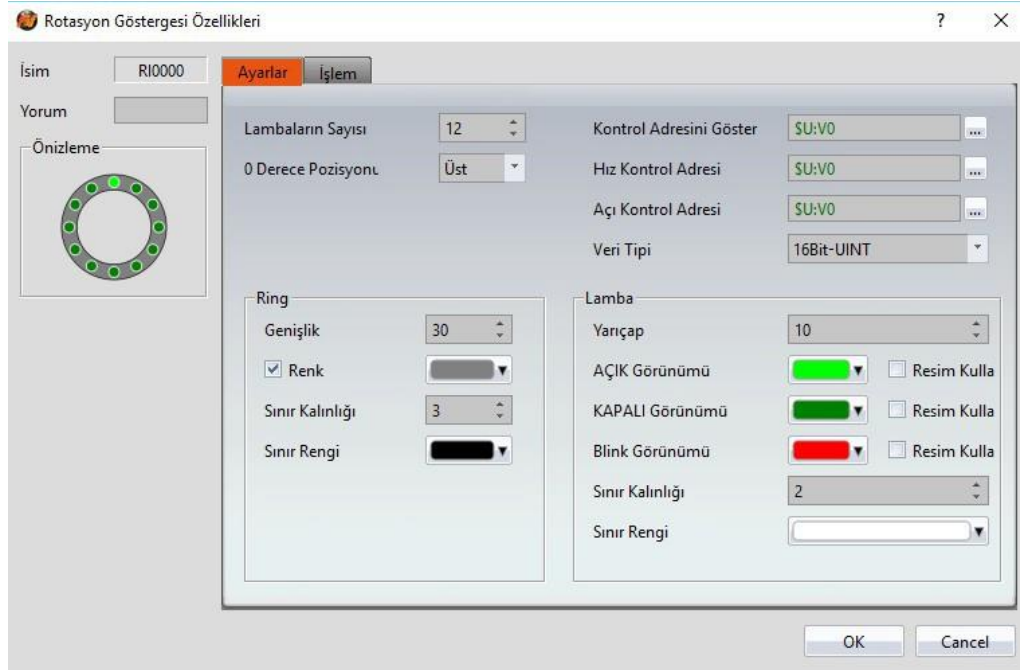 Rotasyon Göstergesi Özellikleri ? ×
İsim RI0000
Yorum
Önizleme
Ayarlar İşlem
Lambaların Sayısı 12
0 Derece Pozisyonu Üst
Kontrol Adresini Göster $U:V0 ...
Hız Kontrol Adresi $U:V0 ...
Açı Kontrol Adresi $U:V0 ...
Veri Tipi 16Bit-UINT
Ring
Genişlik 30
Renk
Sınır Kalınlığı 3
Sınır Rengi
Lamba
Yarıçap 10
AÇIK Görünümü Resim Kulla
KAPALI Görünümü Resim Kulla
Blink Görünümü Resim Kulla
Sınır Kalınlığı 2
Sınır Rengi
OK Cancel